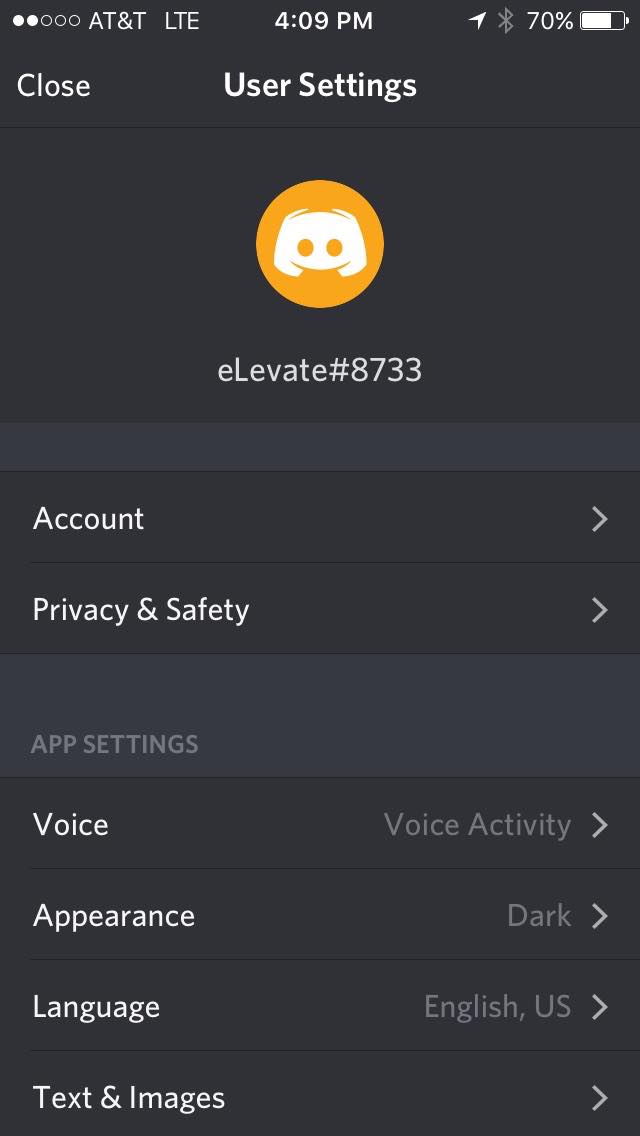 AT&T LTE 4:09 PM 70%
Close User Settings
eLevate#8733
Account
Privacy & Safety
APP SETTINGS
Voice Voice Activity
Appearance Dark
Language English, US
Text & Images